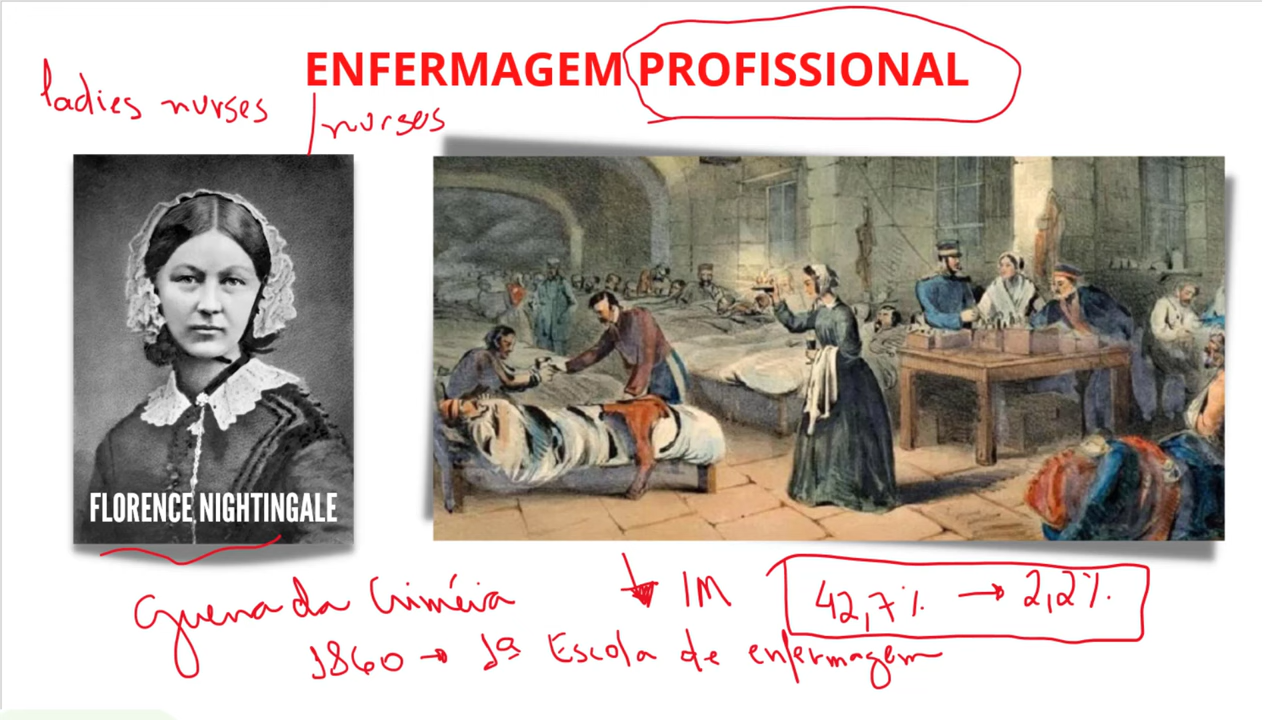 ENFERMAGEM PROFISSIONAL
ladies nurses / nurses
FLORENCE NIGHTINGALE
guerra da Criméia
↓ IM 42,7% → 2,2%
1860 → 1ª Escola de enfermagem